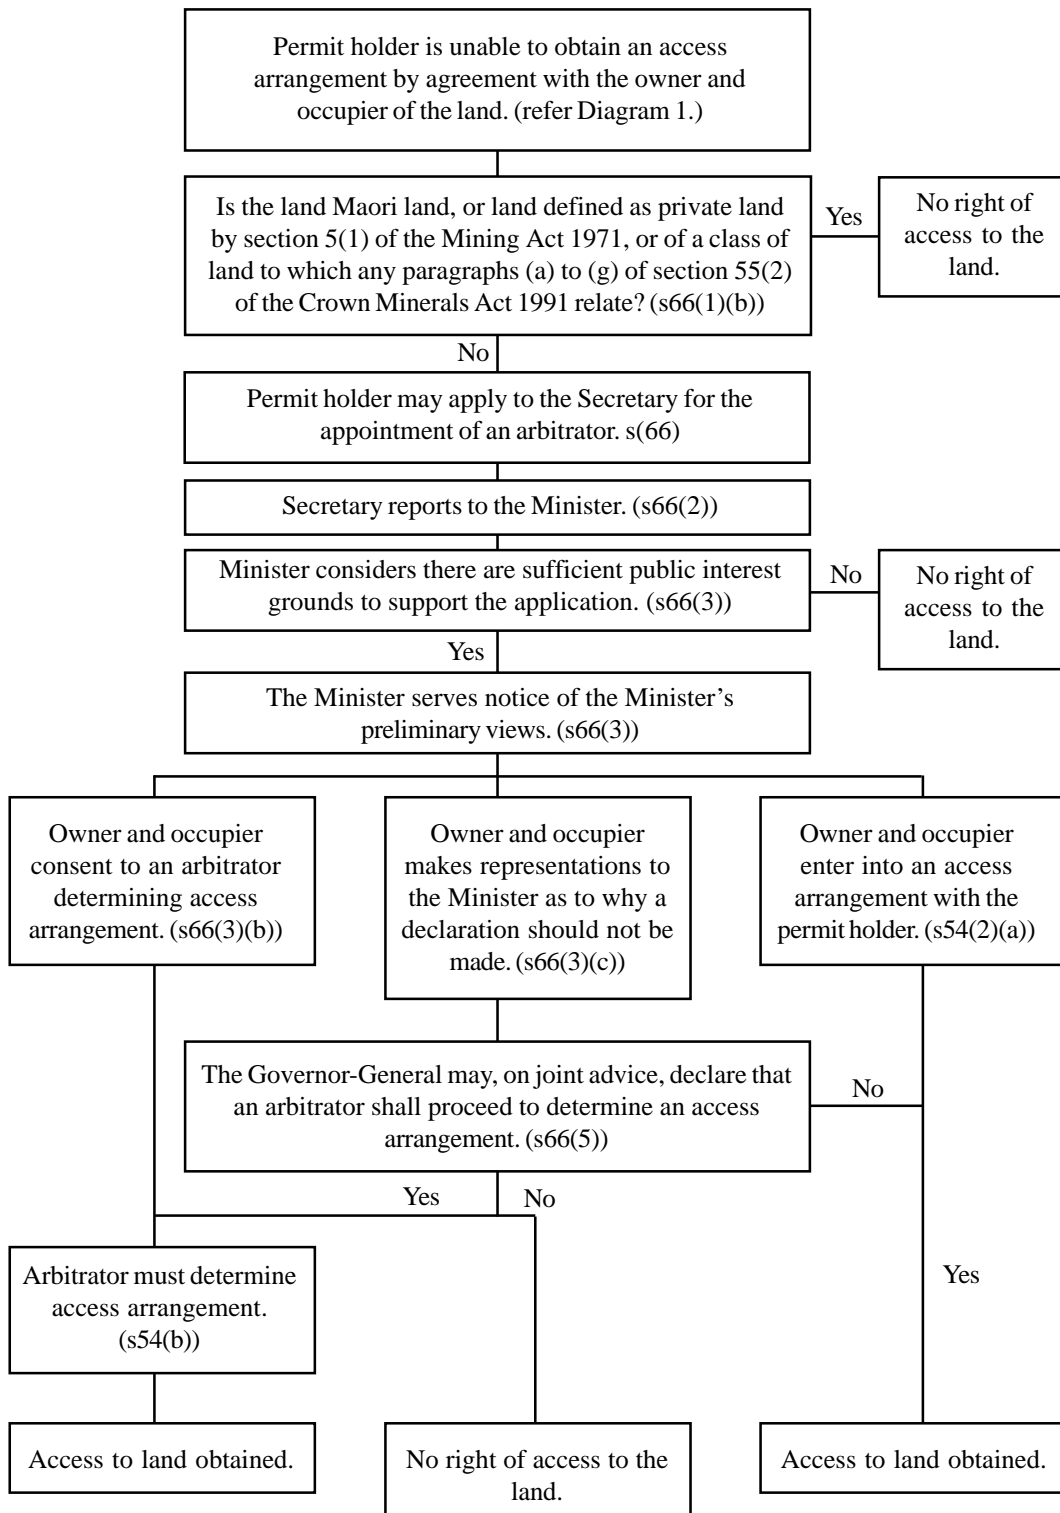 Permit holder is unable to obtain an access
arrangement by agreement with the owner and
occupier of the land. (refer Diagram 1.)
Is the land Maori land, or land defined as private land
by section 5(1) of the Mining Act 1971, or of a class of
land to which any paragraphs (a) to (g) of section 55(2)
of the Crown Minerals Act 1991 relate? (s66(1)(b))
Yes
No right of
access to the
land.
No
Permit holder may apply to the Secretary for the
appointment of an arbitrator. s(66)
Secretary reports to the Minister. (s66(2))
Minister considers there are sufficient public interest
grounds to support the application. (s66(3))
No
No right of
access to the
land.
Yes
The Minister serves notice of the Minister’s
preliminary views. (s66(3))
Owner and occupier
consent to an arbitrator
determining access
arrangement. (s66(3)(b))
Owner and occupier
makes representations to
the Minister as to why a
declaration should not be
made. (s66(3)(c))
Owner and occupier
enter into an access
arrangement with the
permit holder. (s54(2)(a))
The Governor-General may, on joint advice, declare that
an arbitrator shall proceed to determine an access
arrangement. (s66(5))
No
Yes
No
Arbitrator must determine
access arrangement.
(s54(b))
Yes
Access to land obtained.
No right of access to the
land.
Access to land obtained.